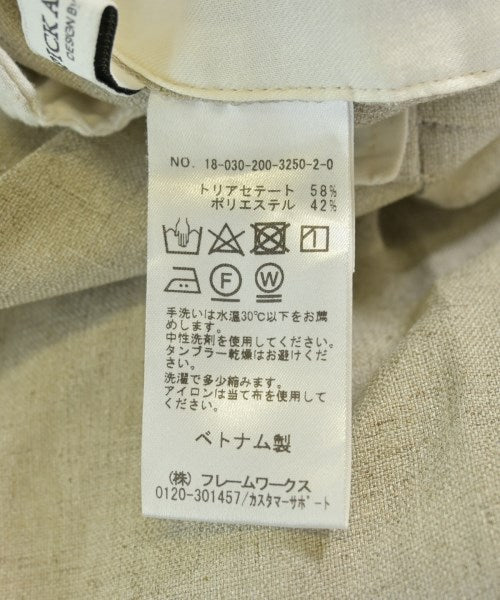 DESIGN BY
NO. 18-030-200-3250-2-0
トリアセテート 58%
ポリエステル 42%
F W
手洗いは水温30℃以下をお薦
めします。
中性洗剤を使用してください。
タンブラー乾燥はお避けくだ
さい。
洗濯で多少縮みます。
アイロンは当て布を使用して
ください。
ベトナム製
(株) フレームワークス
0120-301457/カスタマーサポート